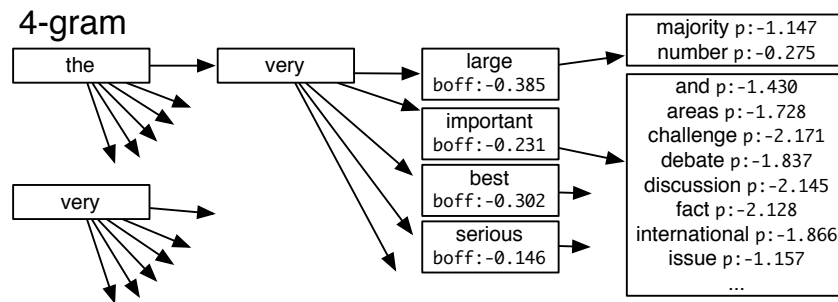 4-gram
the
very
large
boff:-0.385
important
boff:-0.231
best
boff:-0.302
serious
boff:-0.146
majority p:-1.147
number p:-0.275
and p:-1.430
areas p:-1.728
challenge p:-2.171
debate p:-1.837
discussion p:-2.145
fact p:-2.128
international p:-1.866
issue p:-1.157
...
very